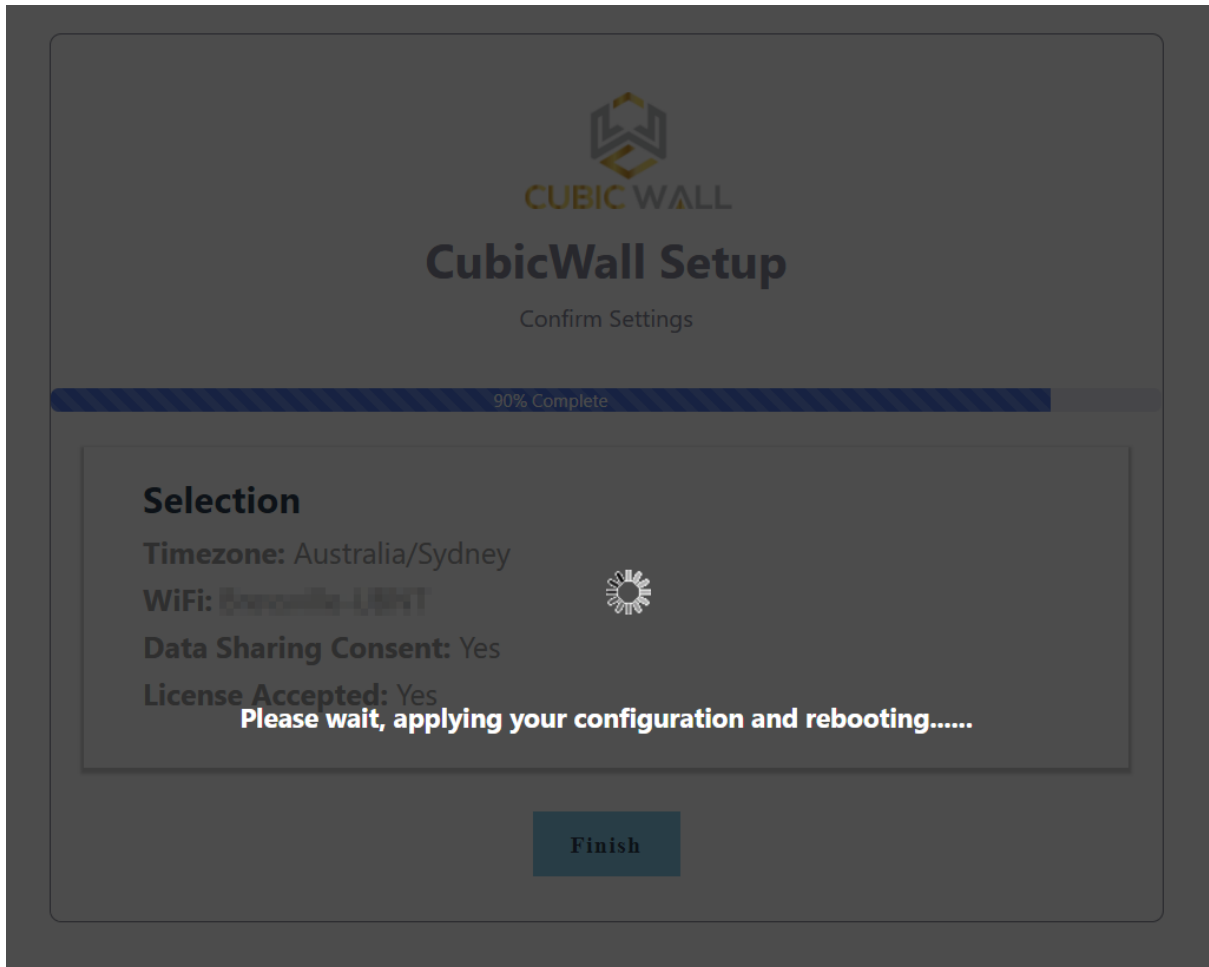 CUBIC WALL
CubicWall Setup
Confirm Settings
90% Complete
Selection
Timezone: Australia/Sydney
WiFi:
Data Sharing Consent: Yes
License Accepted: Yes
Please wait, applying your configuration and rebooting......
Finish